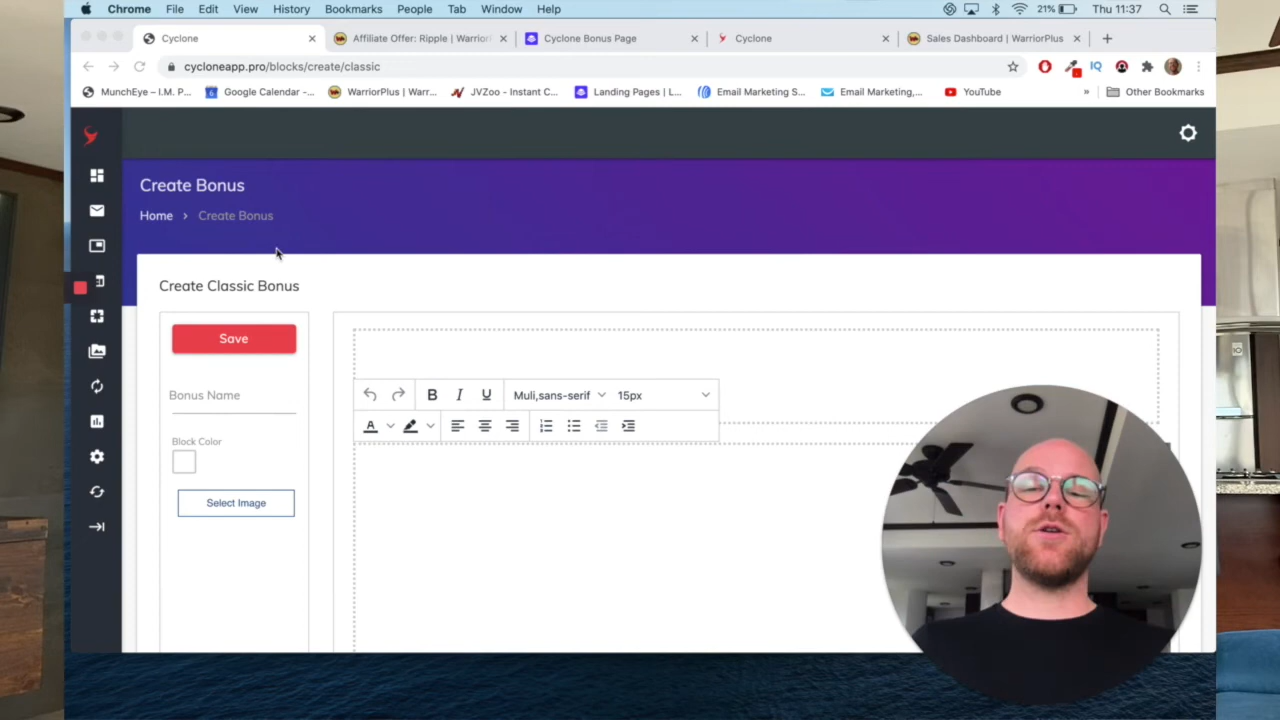 Chrome File Edit View History Bookmarks People Tab Window Help 21% Thu 11:37
Cyclone Affiliate Offer: Ripple | Warrior Cyclone Bonus Page Cyclone Sales Dashboard | WarriorPlus
cycloneapp.pro/blocks/create/classic
MunchEye – I.M. P... Google Calendar -... WarriorPlus | Warr... JVZoo - Instant C... Landing Pages | L... Email Marketing S... Email Marketing,... YouTube » Other Bookmarks
Create Bonus
Home › Create Bonus
Create Classic Bonus
Save
Bonus Name
B I U Muli,sans-serif 15px
A
Block Color
Select Image